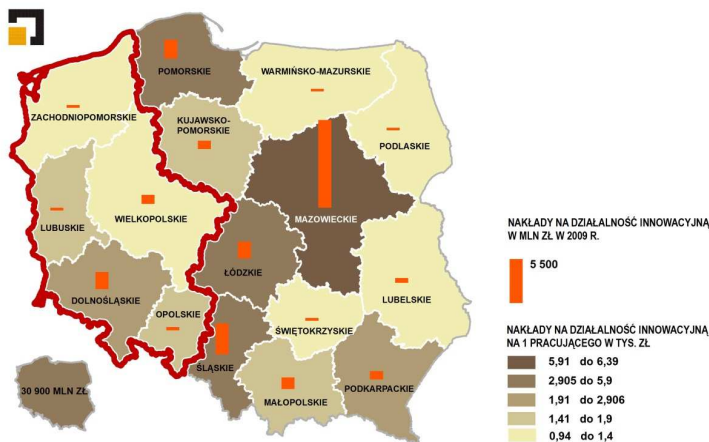 POMORSKIE
WARMIŃSKO-MAZURSKIE
ZACHODNIOPOMORSKIE
KUJAWSKO-
POMORSKIE
PODLASKIE
MAZOWIECKIE
WIELKOPOLSKIE
LUBUSKIE
ŁÓDZKIE
LUBELSKIE
DOLNOŚLĄSKIE
OPOLSKIE
ŚWIĘTOKRZYSKIE
ŚLĄSKIE
MAŁOPOLSKIE
PODKARPACKIE
30 900 MLN ZŁ
NAKŁADY NA DZIAŁALNOŚĆ INNOWACYJNĄ
W MLN ZŁ W 2009 R.
5 500
NAKŁADY NA DZIAŁALNOŚĆ INNOWACYJNĄ
NA 1 PRACUJĄCEGO W TYS. ZŁ
5,91 do 6,39
2,905 do 5,9
1,91 do 2,906
1,41 do 1,9
0,94 do 1,4